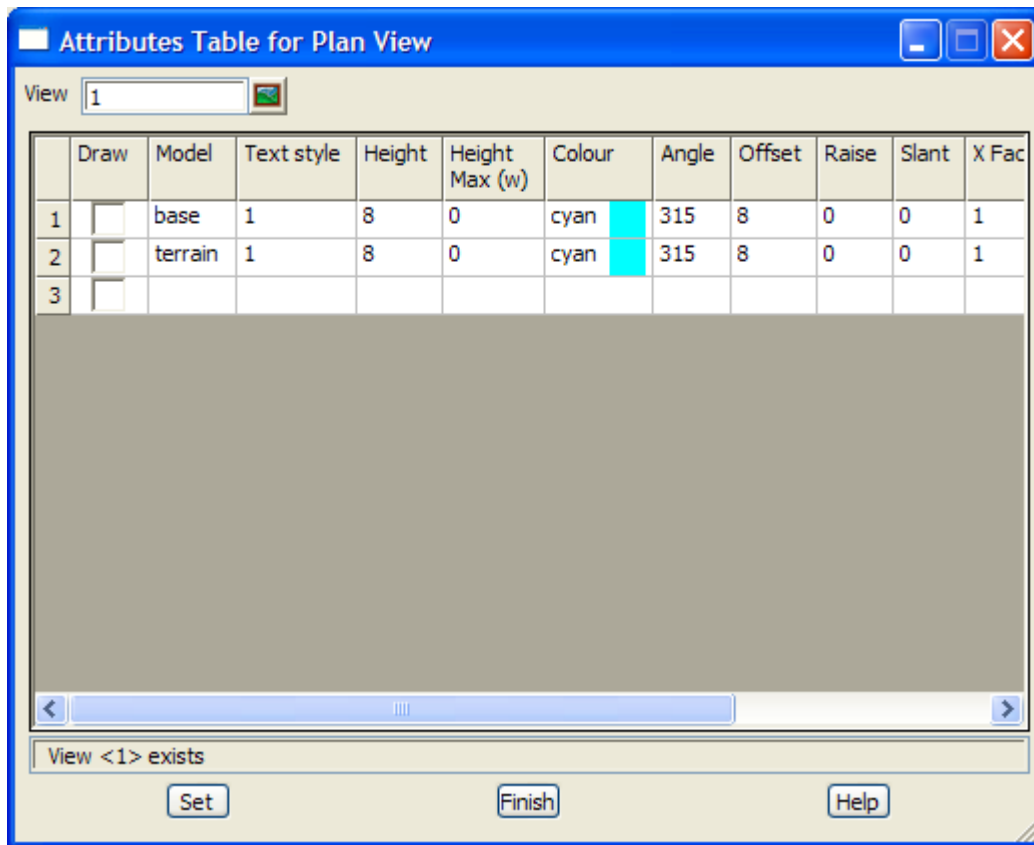 Attributes Table for Plan View
View 1
Draw Model Text style Height Height Max (w) Colour Angle Offset Raise Slant X Fac
1 base 1 8 0 cyan 315 8 0 0 1
2 terrain 1 8 0 cyan 315 8 0 0 1
3
View <1> exists
Set Finish Help